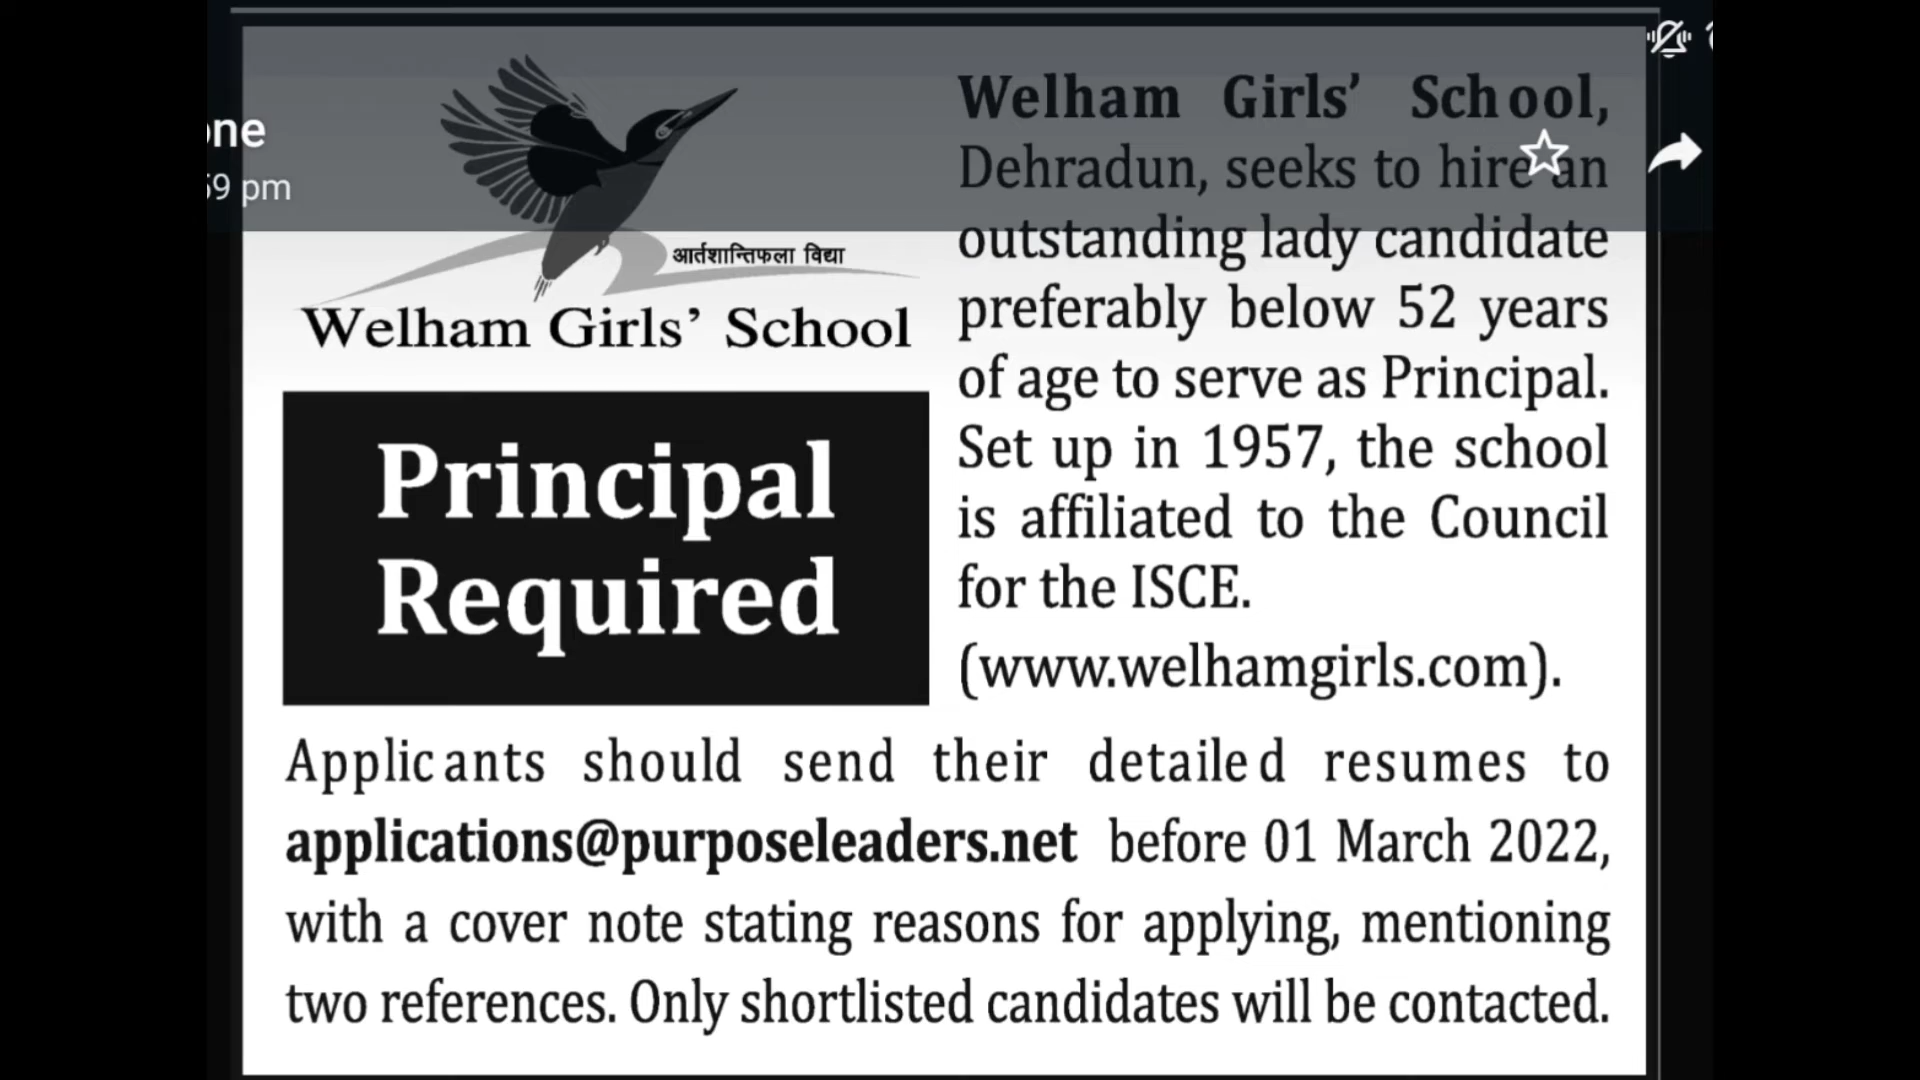 one
59 pm
आर्तशान्तिफला विद्या
Welham Girls’ School
Principal
Required
Welham Girls’ School,
Dehradun, seeks to hire an
outstanding lady candidate
preferably below 52 years
of age to serve as Principal.
Set up in 1957, the school
is affiliated to the Council
for the ISCE.
(www.welhamgirls.com).
Applicants should send their detailed resumes to
applications@purposeleaders.net before 01 March 2022,
with a cover note stating reasons for applying, mentioning
two references. Only shortlisted candidates will be contacted.